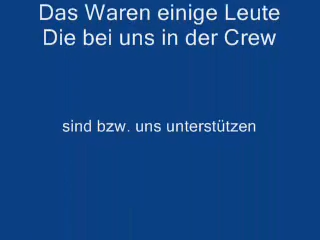 Das Waren einige Leute
Die bei uns in der Crew
sind bzw. uns unterstützen